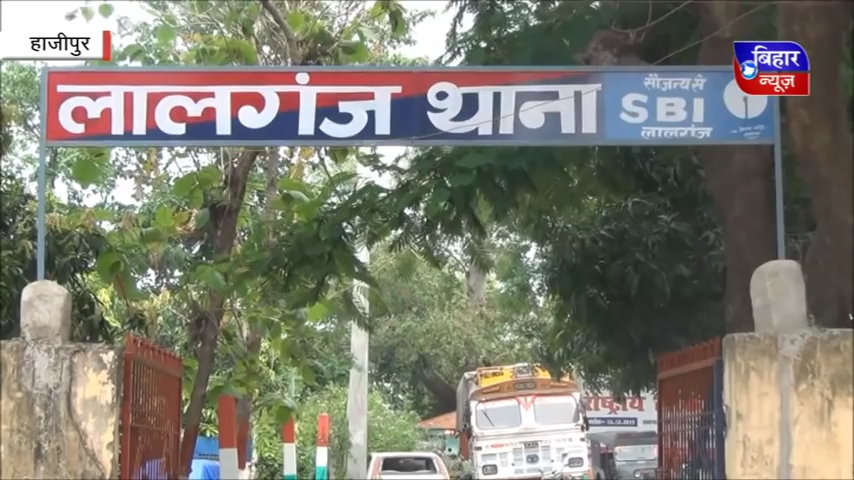 हाजीपुर
बिहार
न्यूज़
लालगंज थाना
सौजन्य से
SBI
लालगंज
राष्ट्रीय